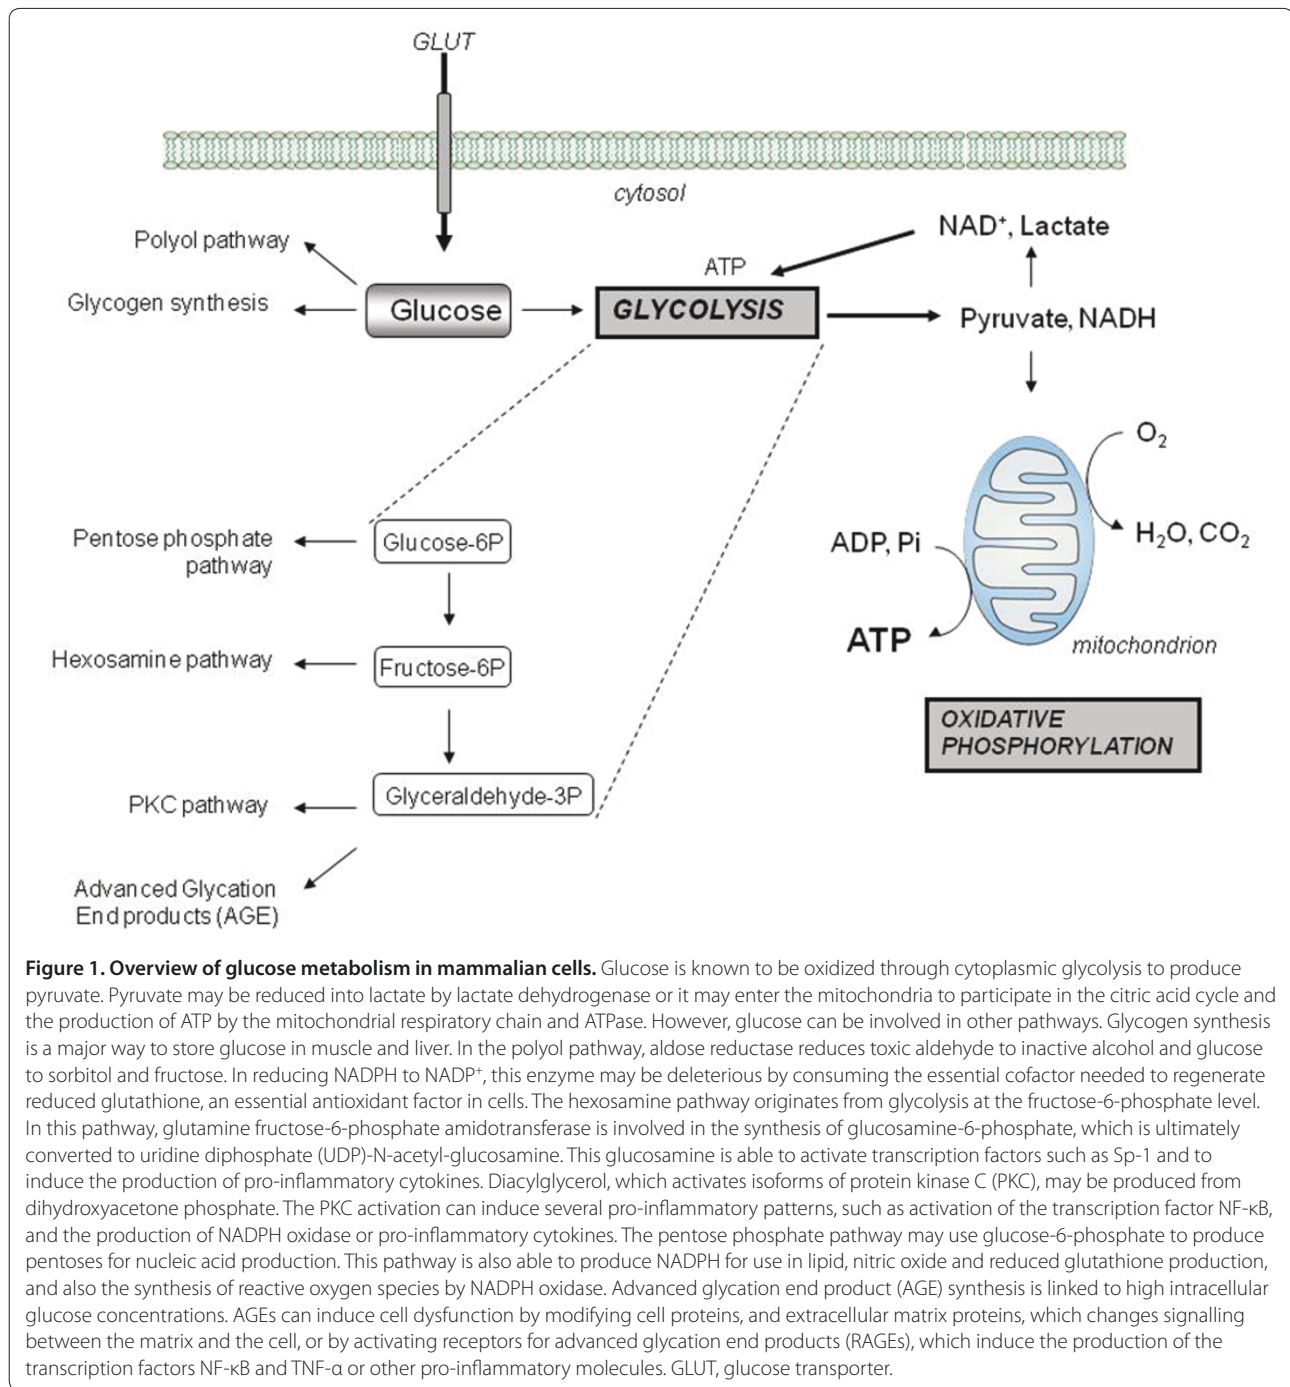 GLUT
cytosol
Polyol pathway
NAD⁺, Lactate
ATP
Glycogen synthesis
Glucose
GLYCOLYSIS
Pyruvate, NADH
O₂
Pentose phosphate
pathway
Glucose-6P
ADP, Pi
H₂O, CO₂
ATP
mitochondrion
Hexosamine pathway
Fructose-6P
OXIDATIVE
PHOSPHORYLATION
PKC pathway
Glyceraldehyde-3P
Advanced Glycation
End products (AGE)
Figure 1. Overview of glucose metabolism in mammalian cells. Glucose is known to be oxidized through cytoplasmic glycolysis to produce
pyruvate. Pyruvate may be reduced into lactate by lactate dehydrogenase or it may enter the mitochondria to participate in the citric acid cycle and
the production of ATP by the mitochondrial respiratory chain and ATPase. However, glucose can be involved in other pathways. Glycogen synthesis
is a major way to store glucose in muscle and liver. In the polyol pathway, aldose reductase reduces toxic aldehyde to inactive alcohol and glucose
to sorbitol and fructose. In reducing NADPH to NADP⁺, this enzyme may be deleterious by consuming the essential cofactor needed to regenerate
reduced glutathione, an essential antioxidant factor in cells. The hexosamine pathway originates from glycolysis at the fructose-6-phosphate level.
In this pathway, glutamine fructose-6-phosphate amidotransferase is involved in the synthesis of glucosamine-6-phosphate, which is ultimately
converted to uridine diphosphate (UDP)-N-acetyl-glucosamine. This glucosamine is able to activate transcription factors such as Sp-1 and to
induce the production of pro-inflammatory cytokines. Diacylglycerol, which activates isoforms of protein kinase C (PKC), may be produced from
dihydroxyacetone phosphate. The PKC activation can induce several pro-inflammatory patterns, such as activation of the transcription factor NF-κB,
and the production of NADPH oxidase or pro-inflammatory cytokines. The pentose phosphate pathway may use glucose-6-phosphate to produce
pentoses for nucleic acid production. This pathway is also able to produce NADPH for use in lipid, nitric oxide and reduced glutathione production,
and also the synthesis of reactive oxygen species by NADPH oxidase. Advanced glycation end product (AGE) synthesis is linked to high intracellular
glucose concentrations. AGEs can induce cell dysfunction by modifying cell proteins, and extracellular matrix proteins, which changes signalling
between the matrix and the cell, or by activating receptors for advanced glycation end products (RAGEs), which induce the production of the
transcription factors NF-κB and TNF-α or other pro-inflammatory molecules. GLUT, glucose transporter.